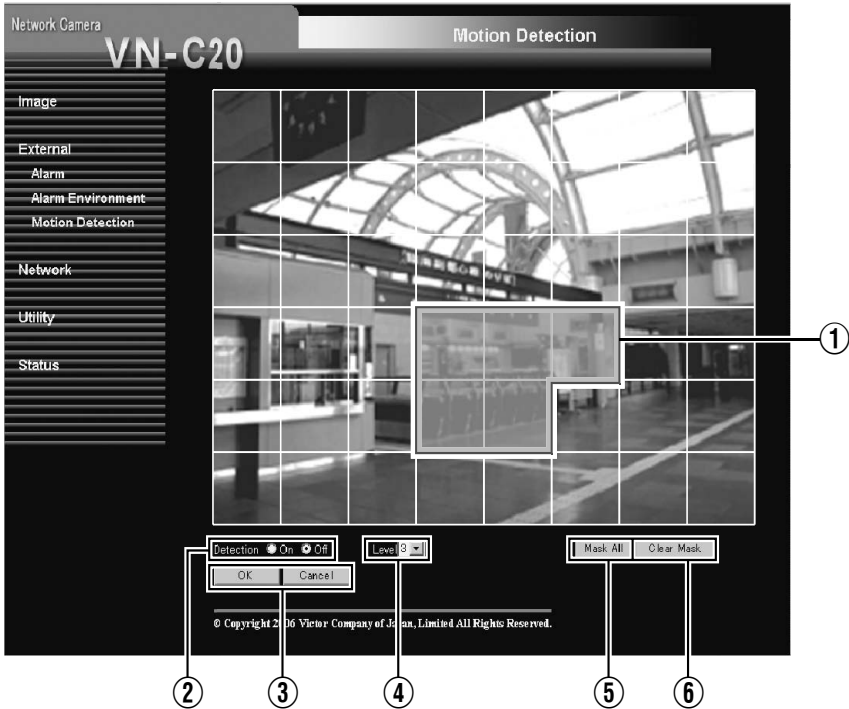 Network Camera
VN-C20
Motion Detection
Image
External
Alarm
Alarm Environment
Motion Detection
Network
Utility
Status
①
Detection On Off
Level 8
Mask All Clear Mask
OK Cancel
© Copyright 2006 Victor Company of Japan, Limited All Rights Reserved.
② ③ ④ ⑤ ⑥